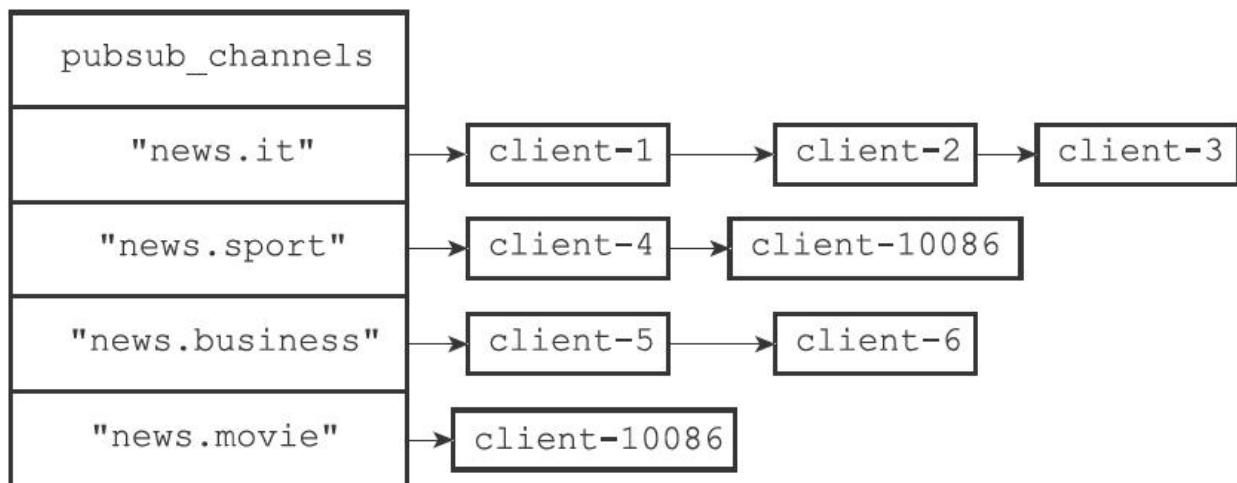 pubsub_channels
"news.it" client-1 client-2 client-3
"news.sport" client-4 client-10086
"news.business" client-5 client-6
"news.movie" client-10086